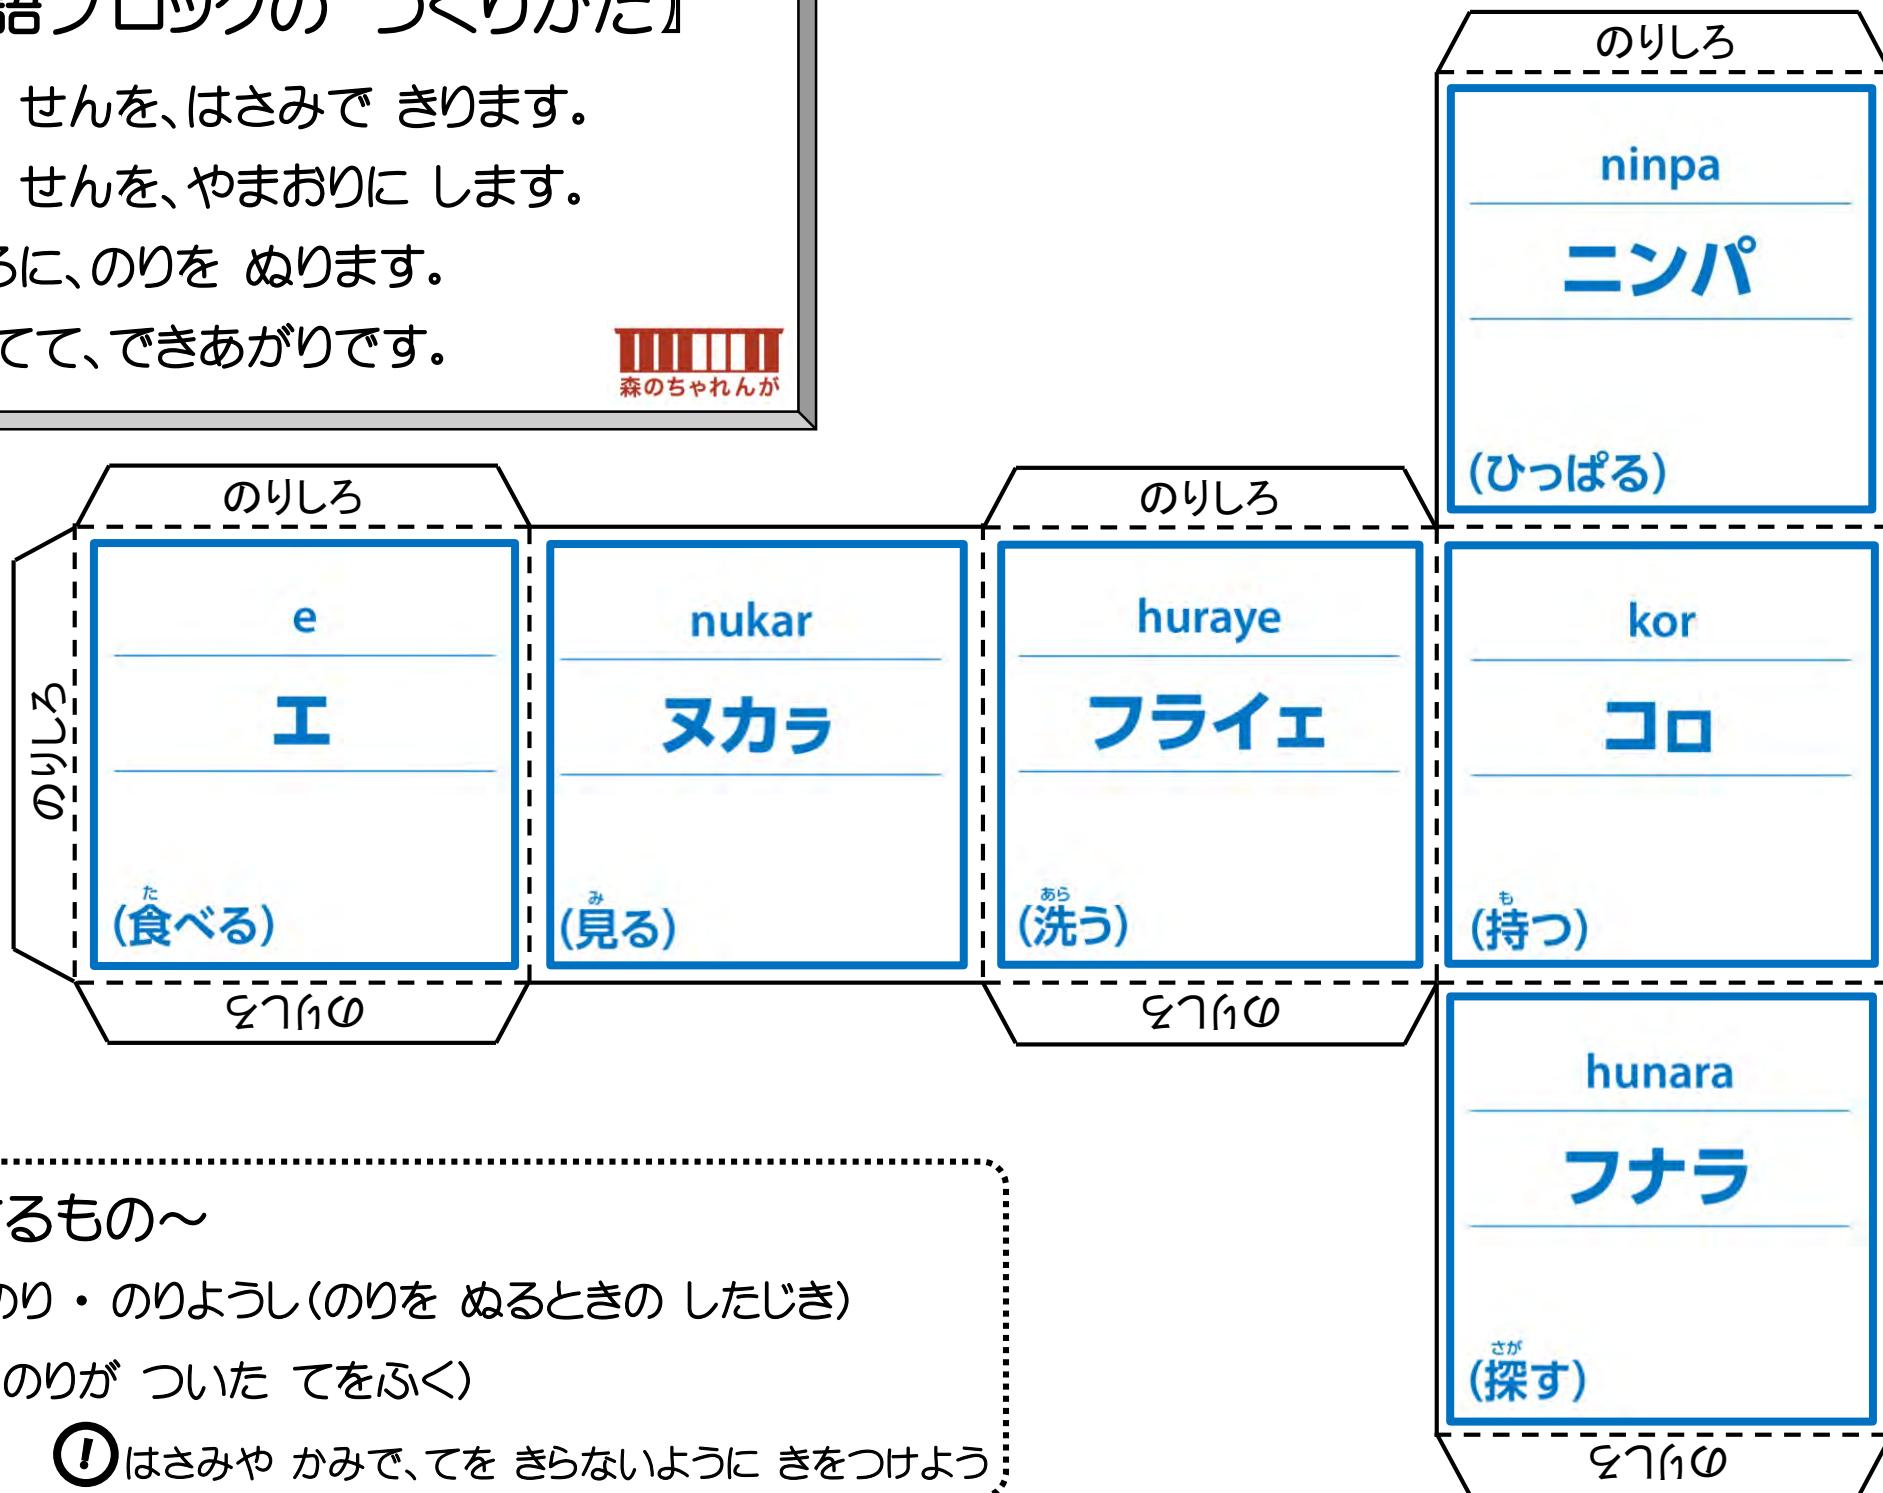 語ブロックの つくりかた】
せんを、はさみで きります。
せんを、やまおりに します。
ろに、のりを ぬります。
てて、できあがりです。
森のちゃれんが
のりしろ
ninpa
ニンパ
(ひっぱる)
のりしろ
のりしろ
のりしろ
e
エ
(食べる)
た
nukar
ヌカㇻ
(見る)
み
huraye
フライェ
(洗う)
あら
kor
コㇿ
(持つ)
も
のりしろ
のりしろ
hunara
フナラ
(探す)
さが
のりしろ
するもの～
のり・のりようし(のりを ぬるときの したじき)
のりが ついた てをふく)
! はさみや かみで、てを きらないように きをつけよう